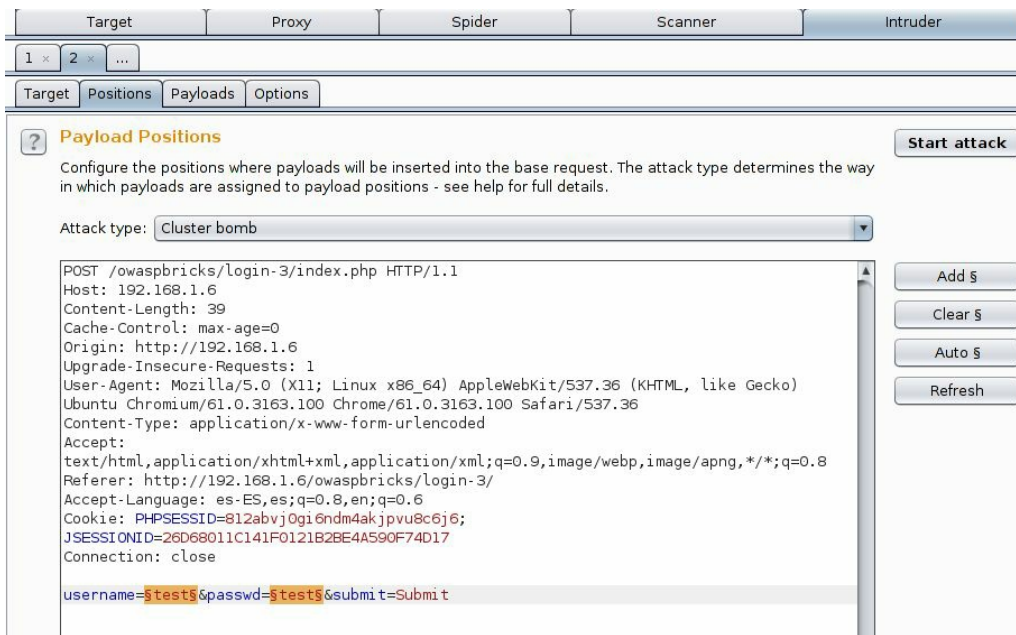 Target Proxy Spider Scanner Intruder
1 × 2 × ...
Target Positions Payloads Options
? Payload Positions
Start attack
Configure the positions where payloads will be inserted into the base request. The attack type determines the way
in which payloads are assigned to payload positions - see help for full details.
Attack type: Cluster bomb
POST /owaspbricks/login-3/index.php HTTP/1.1
Host: 192.168.1.6
Content-Length: 39
Cache-Control: max-age=0
Origin: http://192.168.1.6
Upgrade-Insecure-Requests: 1
User-Agent: Mozilla/5.0 (X11; Linux x86_64) AppleWebKit/537.36 (KHTML, like Gecko)
Ubuntu Chromium/61.0.3163.100 Chrome/61.0.3163.100 Safari/537.36
Content-Type: application/x-www-form-urlencoded
Accept:
text/html,application/xhtml+xml,application/xml;q=0.9,image/webp,image/apng,*/*;q=0.8
Referer: http://192.168.1.6/owaspbricks/login-3/
Accept-Language: es-ES,es;q=0.8,en;q=0.6
Cookie: PHPSESSID=812abvj0gi6ndm4akjpvu8c6j6;
JSESSIONID=26D68011C141F0121B2BE4A590F74D17
Connection: close
username=§test§&passwd=§test§&submit=Submit
Add §
Clear §
Auto §
Refresh